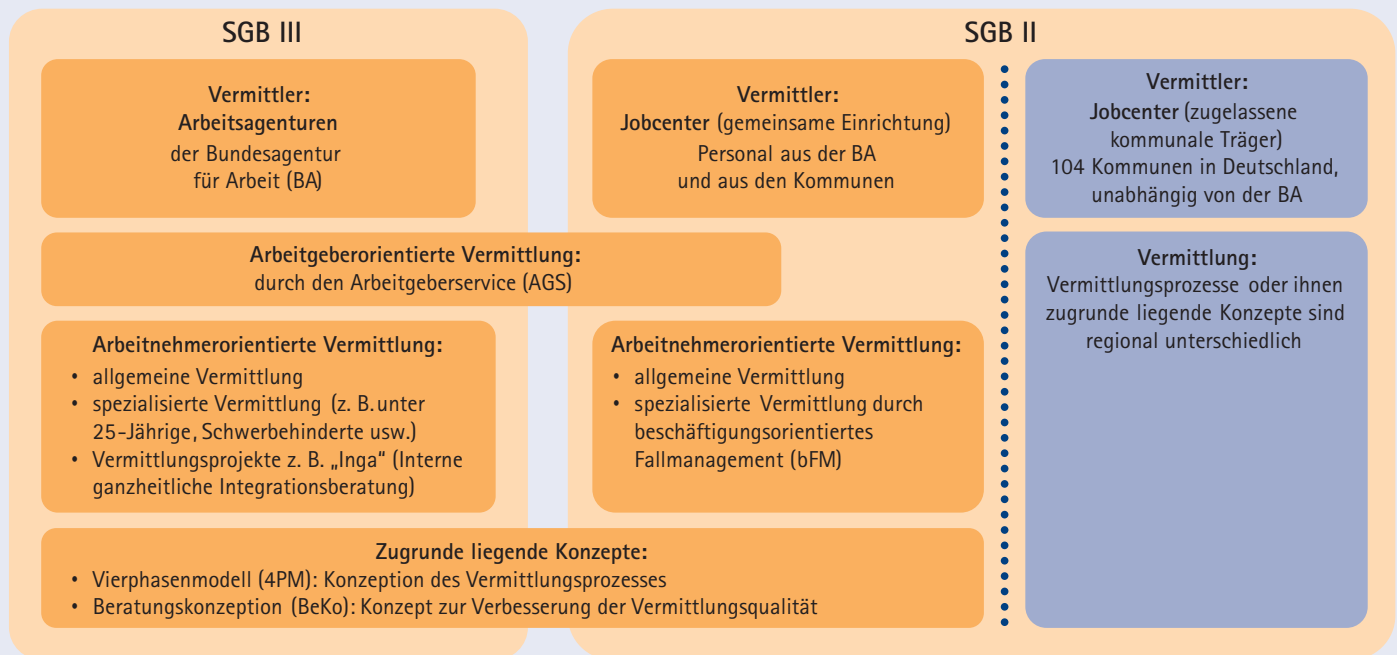 SGB III
Vermittler:
Arbeitsagenturen
der Bundesagentur
für Arbeit (BA)
SGB II
Vermittler:
Jobcenter (gemeinsame Einrichtung)
Personal aus der BA
und aus den Kommunen
Vermittler:
Jobcenter (zugelassene
kommunale Träger)
104 Kommunen in Deutschland,
unabhängig von der BA
Arbeitgeberorientierte Vermittlung:
durch den Arbeitgeberservice (AGS)
Arbeitnehmerorientierte Vermittlung:
• allgemeine Vermittlung
• spezialisierte Vermittlung (z. B. unter
25-Jährige, Schwerbehinderte usw.)
• Vermittlungsprojekte z. B. „Inga“ (Interne
ganzheitliche Integrationsberatung)
Arbeitnehmerorientierte Vermittlung:
• allgemeine Vermittlung
• spezialisierte Vermittlung durch
beschäftigungsorientiertes
Fallmanagement (bFM)
Vermittlung:
Vermittlungsprozesse oder ihnen
zugrunde liegende Konzepte sind
regional unterschiedlich
Zugrunde liegende Konzepte:
• Vierphasenmodell (4PM): Konzeption des Vermittlungsprozesses
• Beratungskonzeption (BeKo): Konzept zur Verbesserung der Vermittlungsqualität